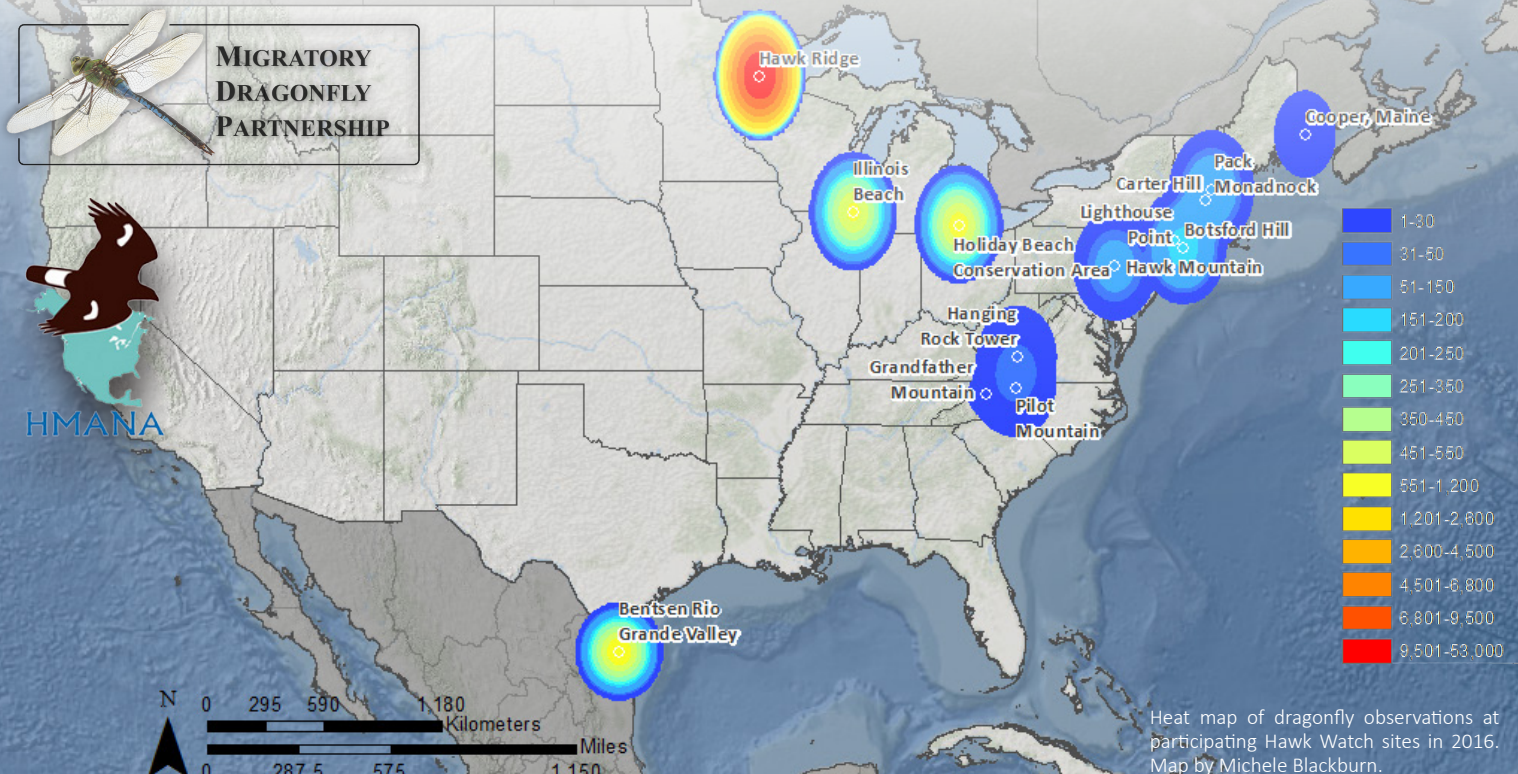 MIGRATORY
DRAGONFLY
PARTNERSHIP
HMANA
Hawk Ridge
Cooper, Maine
Illinois
Beach
Pack
Monadnock
Carter Hill
Lighthouse
Point
Botsford Hill
Holiday Beach
Conservation Area
Hawk Mountain
Hanging
Rock Tower
Grandfather
Mountain
Pilot
Mountain
Bentsen Rio
Grande Valley
1-30
31-50
51-150
151-200
201-250
251-350
350-450
451-550
551-1.200
1.201-2.600
2.600-4.500
4.501-6.800
6.801-9.500
9.501-53.000
N
0 295 590 1,180
Kilometers
Miles
0 287.5 575 1,150
Heat map of dragonfly observations at
participating Hawk Watch sites in 2016.
Map by Michele Blackburn.